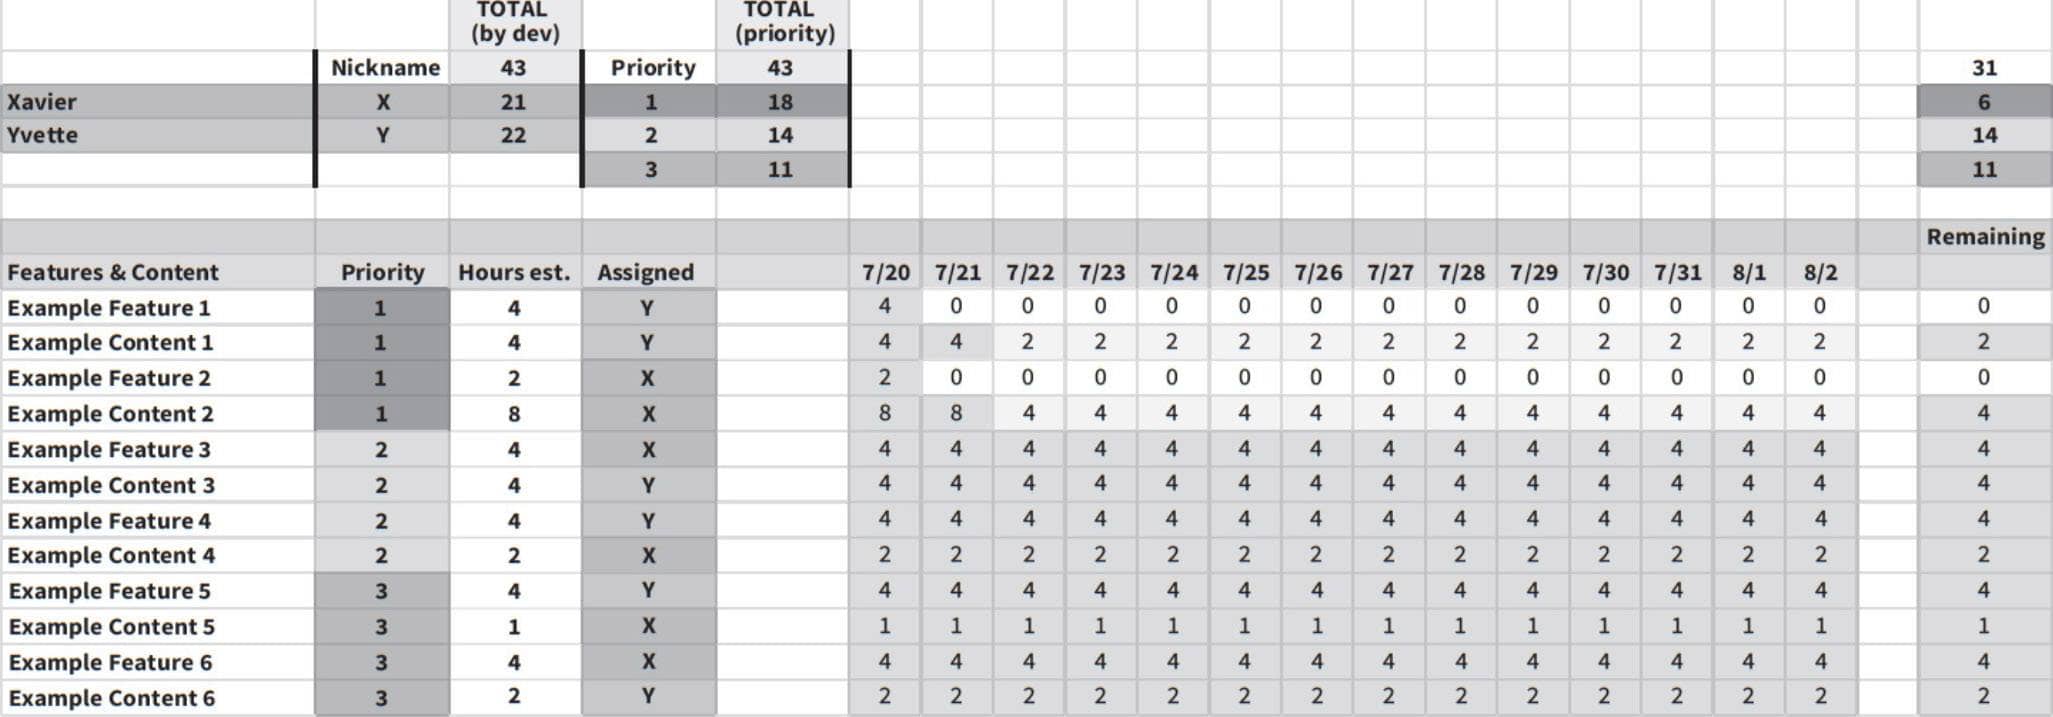 TOTAL TOTAL
(by dev) (priority)
Nickname 43 Priority 43 31
Xavier X 21 1 18 6
Yvette Y 22 2 14 14
3 11 11
Remaining
Features & Content Priority Hours est. Assigned 7/20 7/21 7/22 7/23 7/24 7/25 7/26 7/27 7/28 7/29 7/30 7/31 8/1 8/2
Example Feature 1 1 4 Y 4 0 0 0 0 0 0 0 0 0 0 0 0 0 0
Example Content 1 1 4 Y 4 4 2 2 2 2 2 2 2 2 2 2 2 2 2
Example Feature 2 1 2 X 2 0 0 0 0 0 0 0 0 0 0 0 0 0 0
Example Content 2 1 8 X 8 8 4 4 4 4 4 4 4 4 4 4 4 4 4
Example Feature 3 2 4 X 4 4 4 4 4 4 4 4 4 4 4 4 4 4 4
Example Content 3 2 4 Y 4 4 4 4 4 4 4 4 4 4 4 4 4 4 4
Example Feature 4 2 4 Y 4 4 4 4 4 4 4 4 4 4 4 4 4 4 4
Example Content 4 2 2 X 2 2 2 2 2 2 2 2 2 2 2 2 2 2 2
Example Feature 5 3 4 Y 4 4 4 4 4 4 4 4 4 4 4 4 4 4 4
Example Content 5 3 1 X 1 1 1 1 1 1 1 1 1 1 1 1 1 1 1
Example Feature 6 3 4 X 4 4 4 4 4 4 4 4 4 4 4 4 4 4 4
Example Content 6 3 2 Y 2 2 2 2 2 2 2 2 2 2 2 2 2 2 2